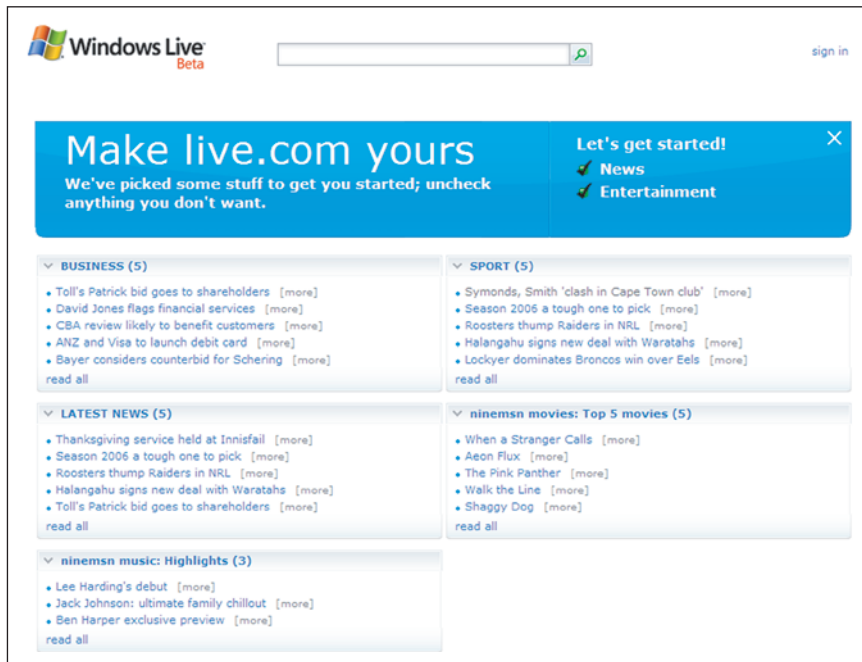 Windows Live
Beta
sign in
Make live.com yours
We've picked some stuff to get you started; uncheck
anything you don't want.
Let's get started!
News
Entertainment
BUSINESS (5)
• Toll's Patrick bid goes to shareholders [more]
• David Jones flags financial services [more]
• CBA review likely to benefit customers [more]
• ANZ and Visa to launch debit card [more]
• Bayer considers counterbid for Schering [more]
read all
SPORT (5)
• Symonds, Smith 'clash in Cape Town club' [more]
• Season 2006 a tough one to pick [more]
• Roosters thump Raiders in NRL [more]
• Halangahu signs new deal with Waratahs [more]
• Lockyer dominates Broncos win over Eels [more]
read all
LATEST NEWS (5)
• Thanksgiving service held at Innisfail [more]
• Season 2006 a tough one to pick [more]
• Roosters thump Raiders in NRL [more]
• Halangahu signs new deal with Waratahs [more]
• Toll's Patrick bid goes to shareholders [more]
read all
ninemsn movies: Top 5 movies (5)
• When a Stranger Calls [more]
• Aeon Flux [more]
• The Pink Panther [more]
• Walk the Line [more]
• Shaggy Dog [more]
read all
ninemsn music: Highlights (3)
• Lee Harding's debut [more]
• Jack Johnson: ultimate family chillout [more]
• Ben Harper exclusive preview [more]
read all